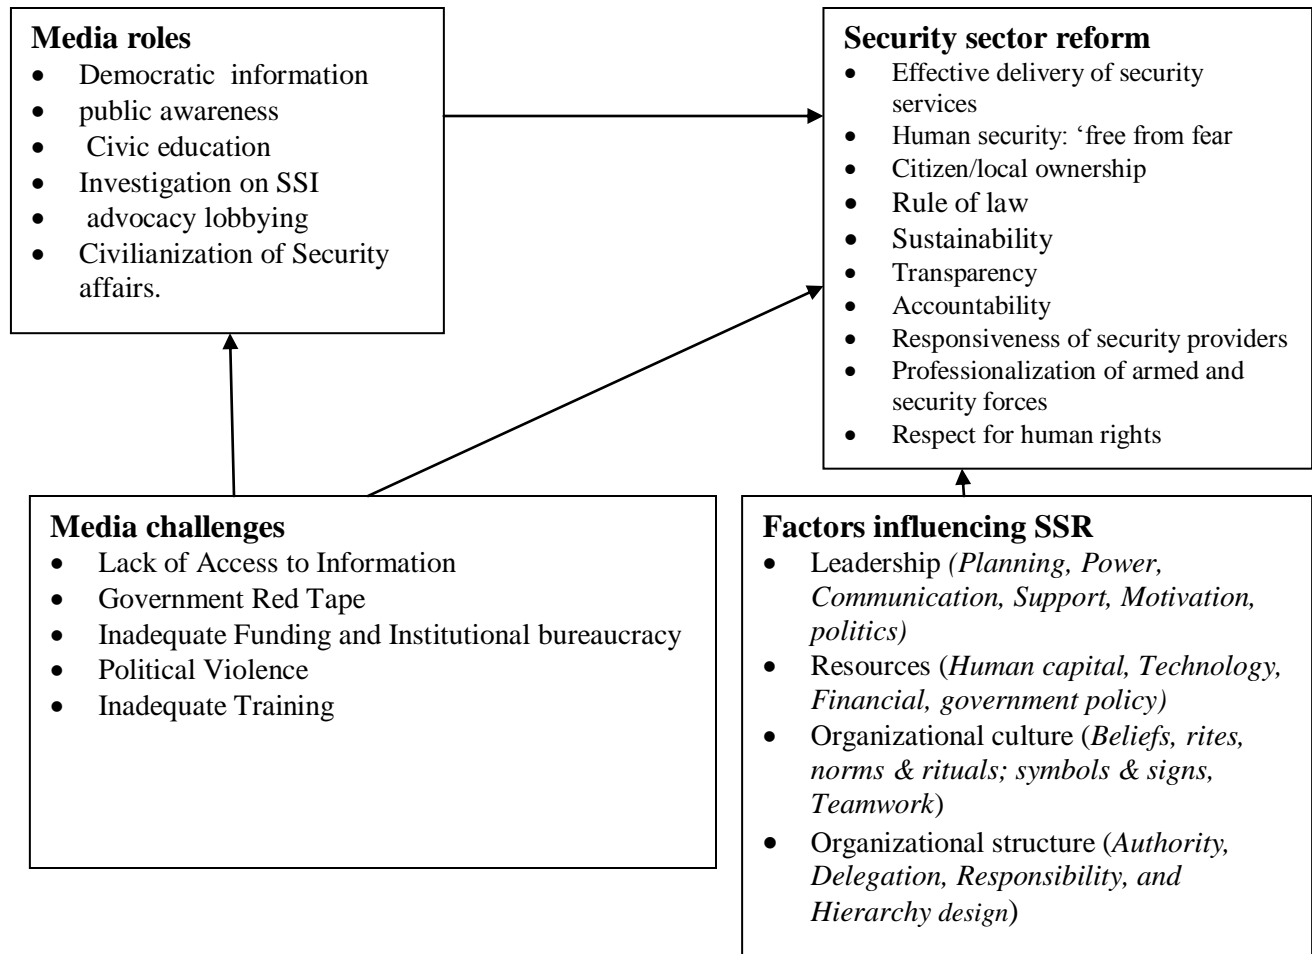 Media roles
• Democratic information
• public awareness
• Civic education
• Investigation on SSI
• advocacy lobbying
• Civilianization of Security
affairs.
Security sector reform
• Effective delivery of security
services
• Human security: ‘free from fear
• Citizen/local ownership
• Rule of law
• Sustainability
• Transparency
• Accountability
• Responsiveness of security providers
• Professionalization of armed and
security forces
• Respect for human rights
Media challenges
• Lack of Access to Information
• Government Red Tape
• Inadequate Funding and Institutional bureaucracy
• Political Violence
• Inadequate Training
Factors influencing SSR
• Leadership (Planning, Power,
Communication, Support, Motivation,
politics)
• Resources (Human capital, Technology,
Financial, government policy)
• Organizational culture (Beliefs, rites,
norms & rituals; symbols & signs,
Teamwork)
• Organizational structure (Authority,
Delegation, Responsibility, and
Hierarchy design)